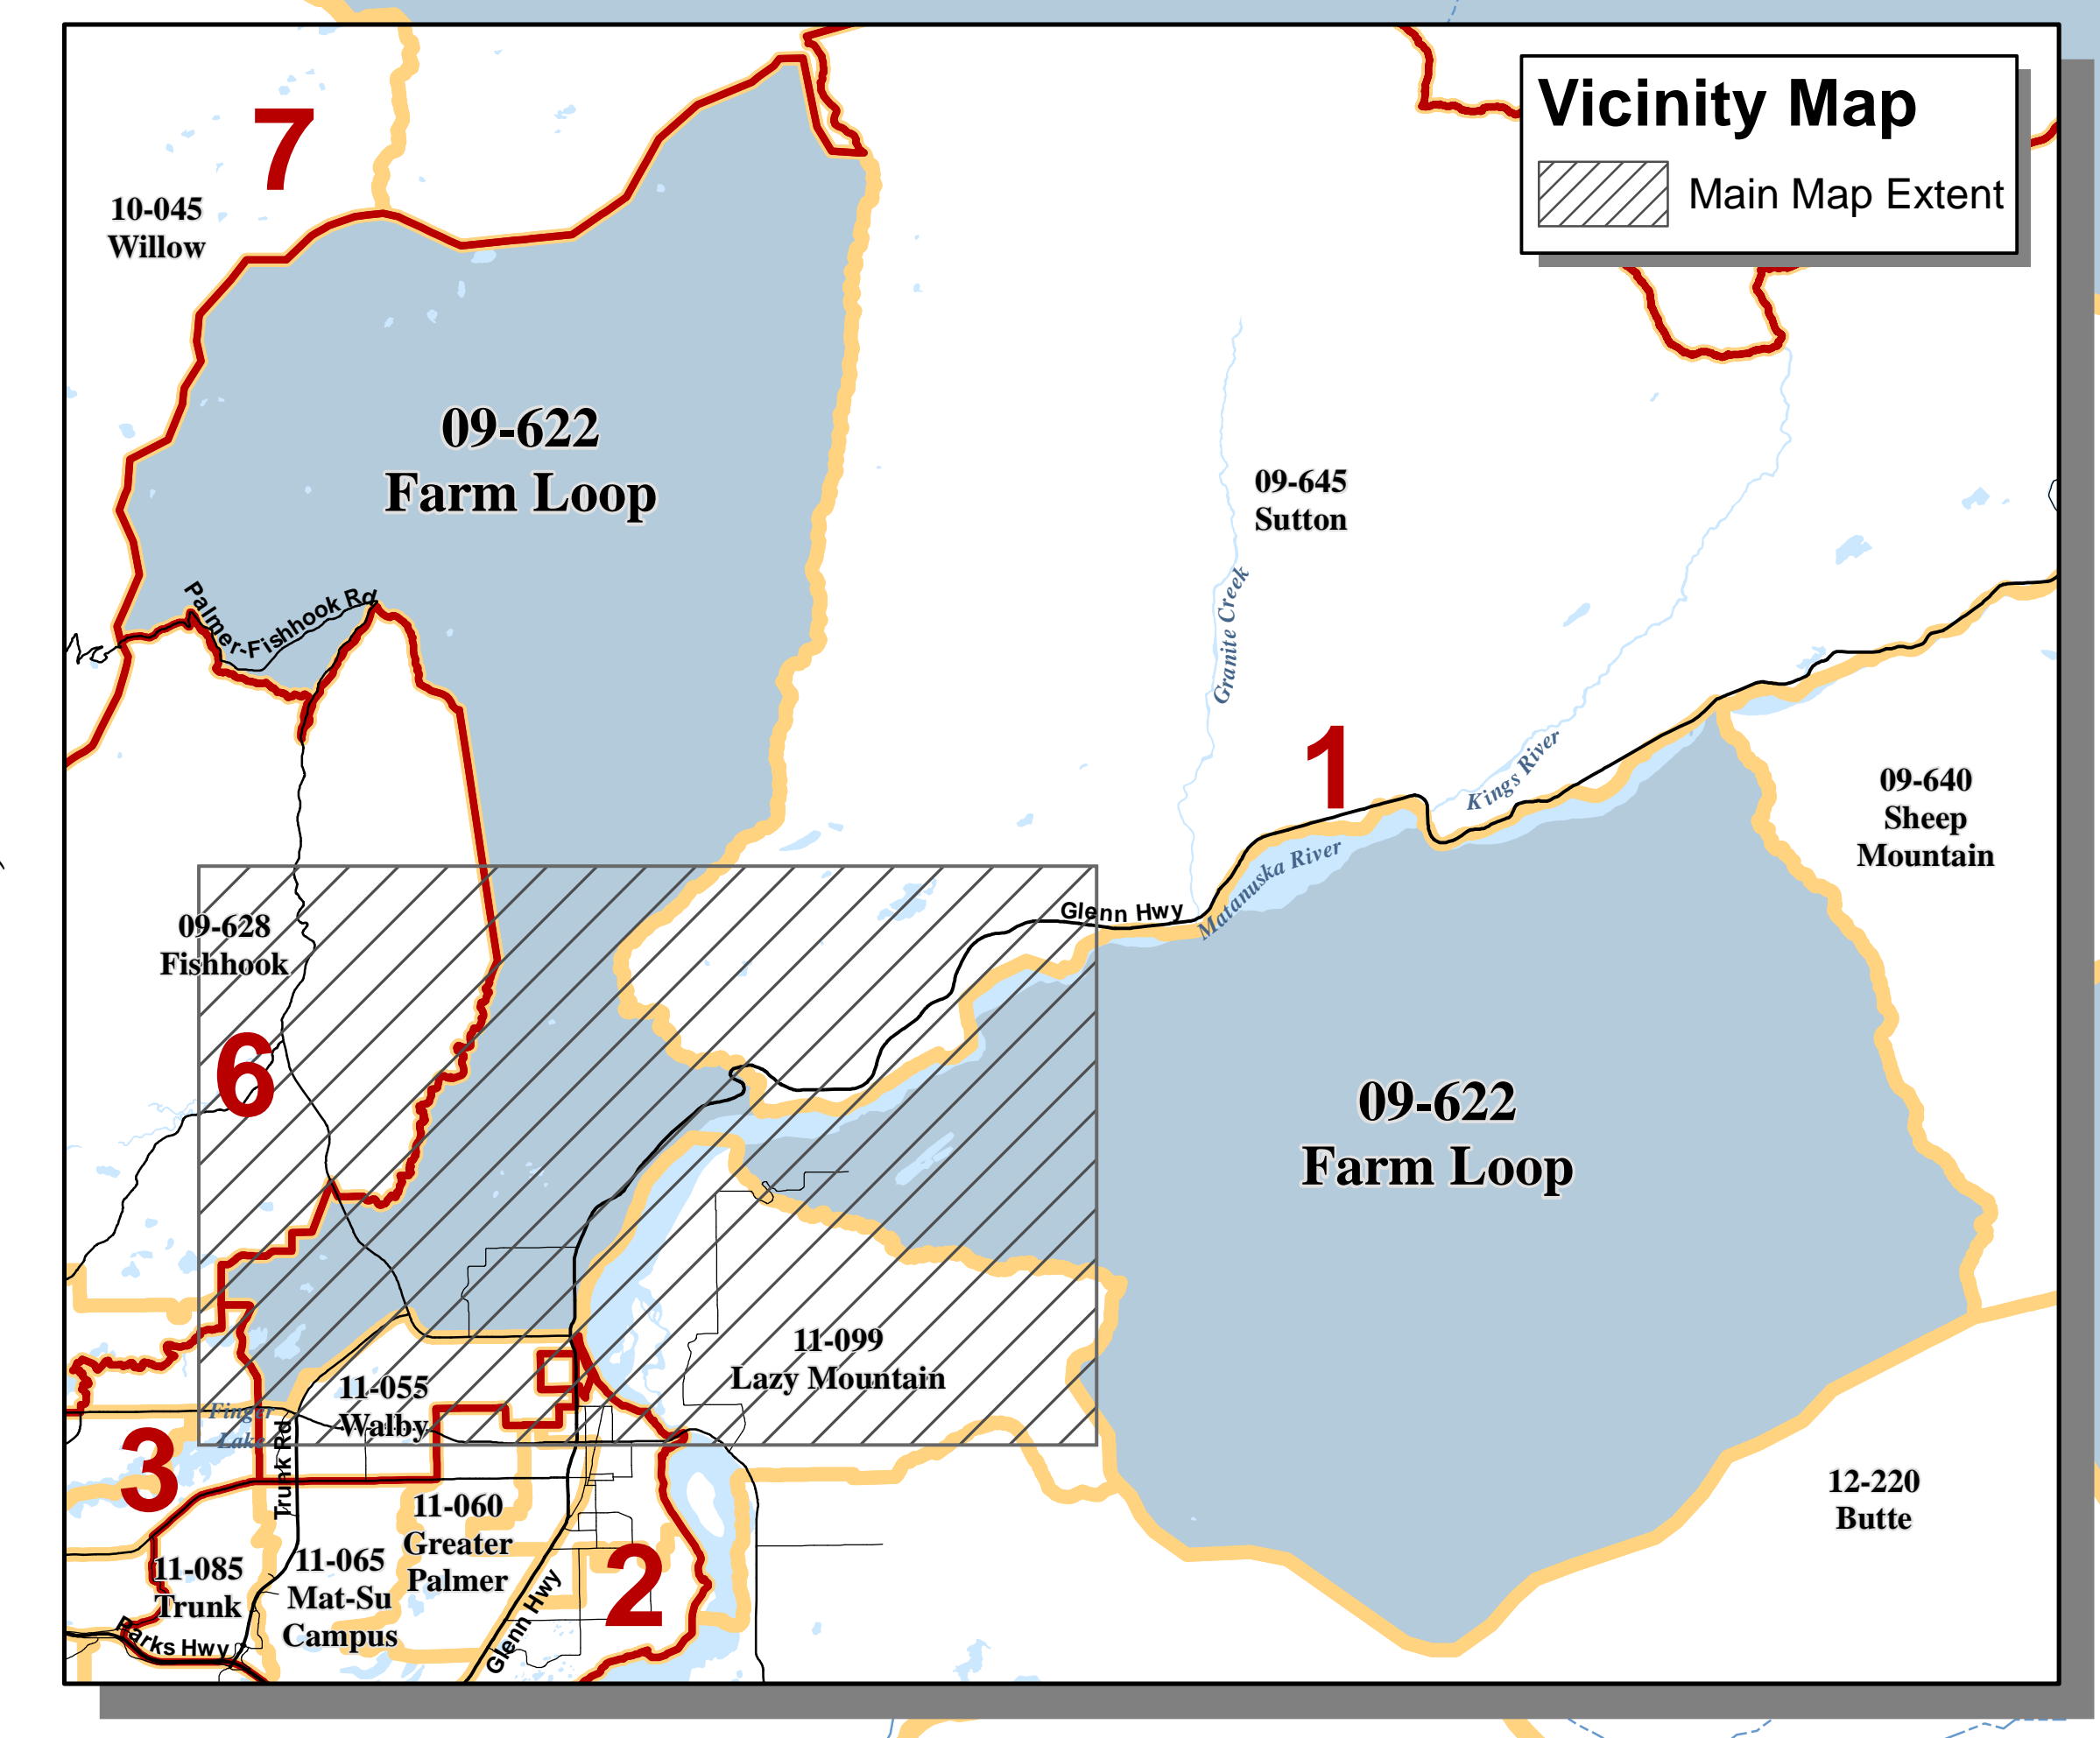 Vicinity Map
Main Map Extent
7
10-045
Willow
09-622
Farm Loop
09-645
Sutton
Palmer-Fishhook Rd
Granite Creek
1
Kings River
09-640
Sheep
Mountain
Matanuska River
Glenn Hwy
09-628
Fishhook
6
09-622
Farm Loop
11-099
Lazy Mountain
11-055
Walby
Finger
Lake
Trunk Rd
3
12-220
Butte
11-060
Greater
Palmer
11-065
Mat-Su
Campus
11-085
Trunk
2
Parks Hwy
Glenn Hwy